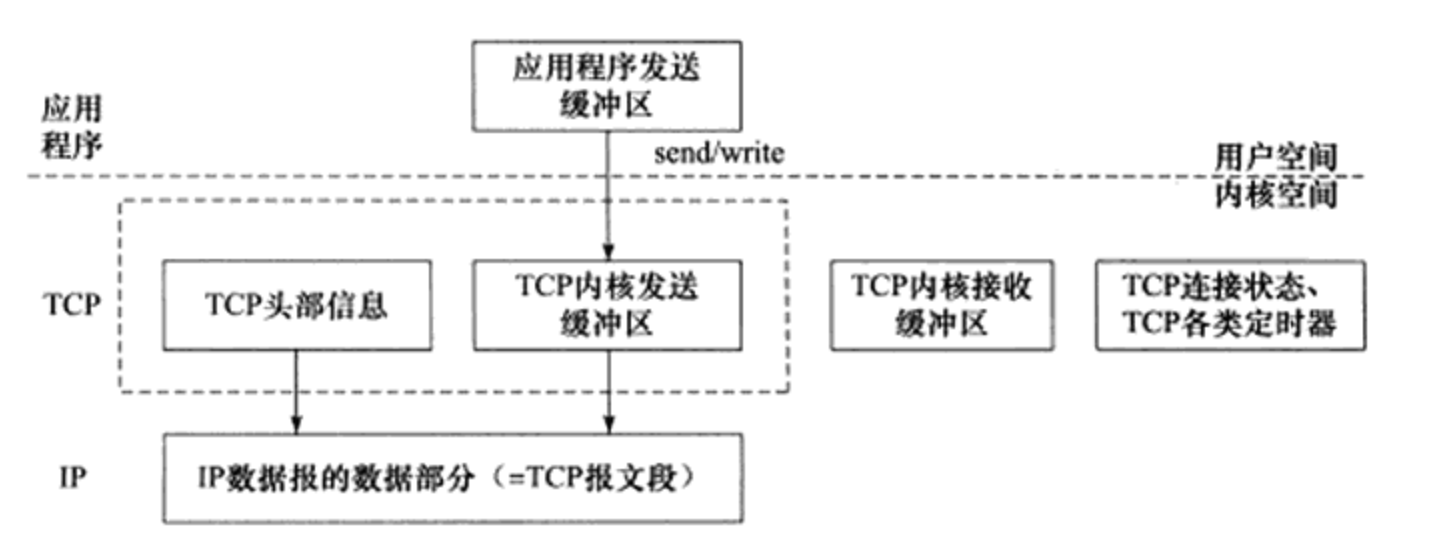 应用程序发送
缓冲区
应用
程序
send/write
用户空间
内核空间
TCP
TCP头部信息
TCP内核发送
缓冲区
TCP内核接收
缓冲区
TCP连接状态、
TCP各类定时器
IP
IP数据报的数据部分（=TCP报文段）